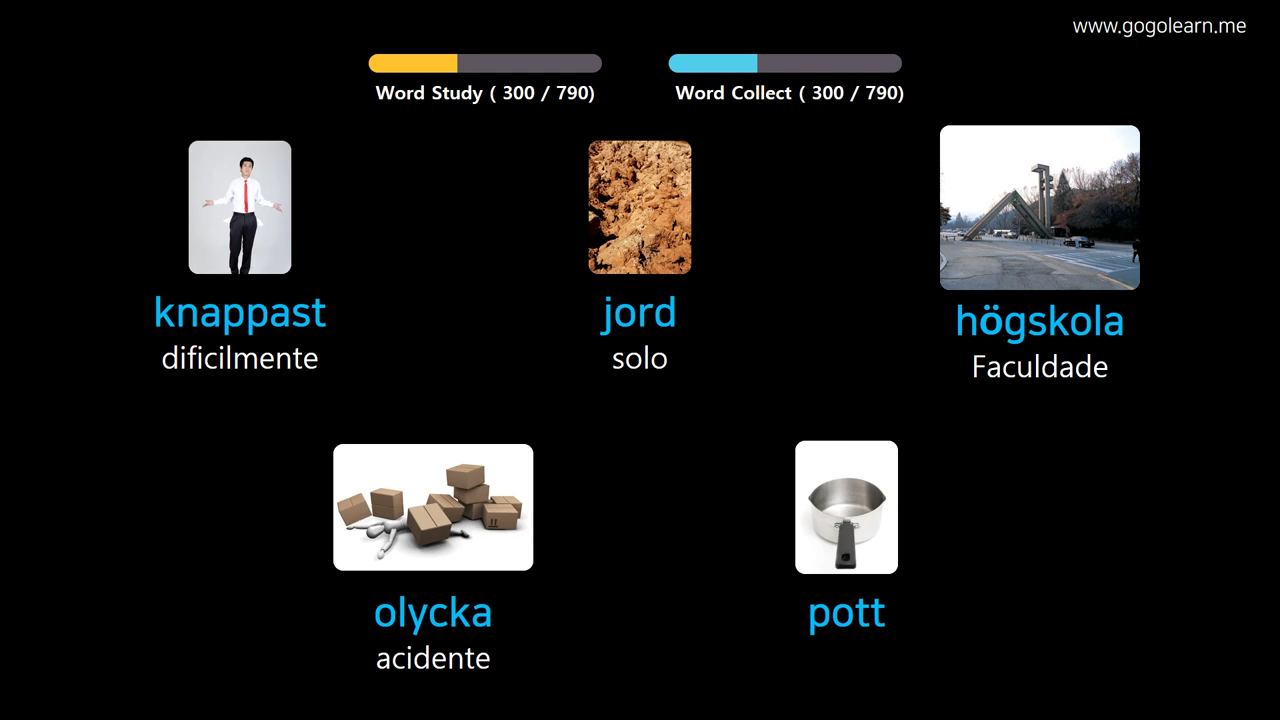 www.gogolearn.me
Word Study ( 300 / 790)
Word Collect ( 300 / 790)
knappast
dificilmente
jord
solo
högskola
Faculdade
olycka
acidente
pott